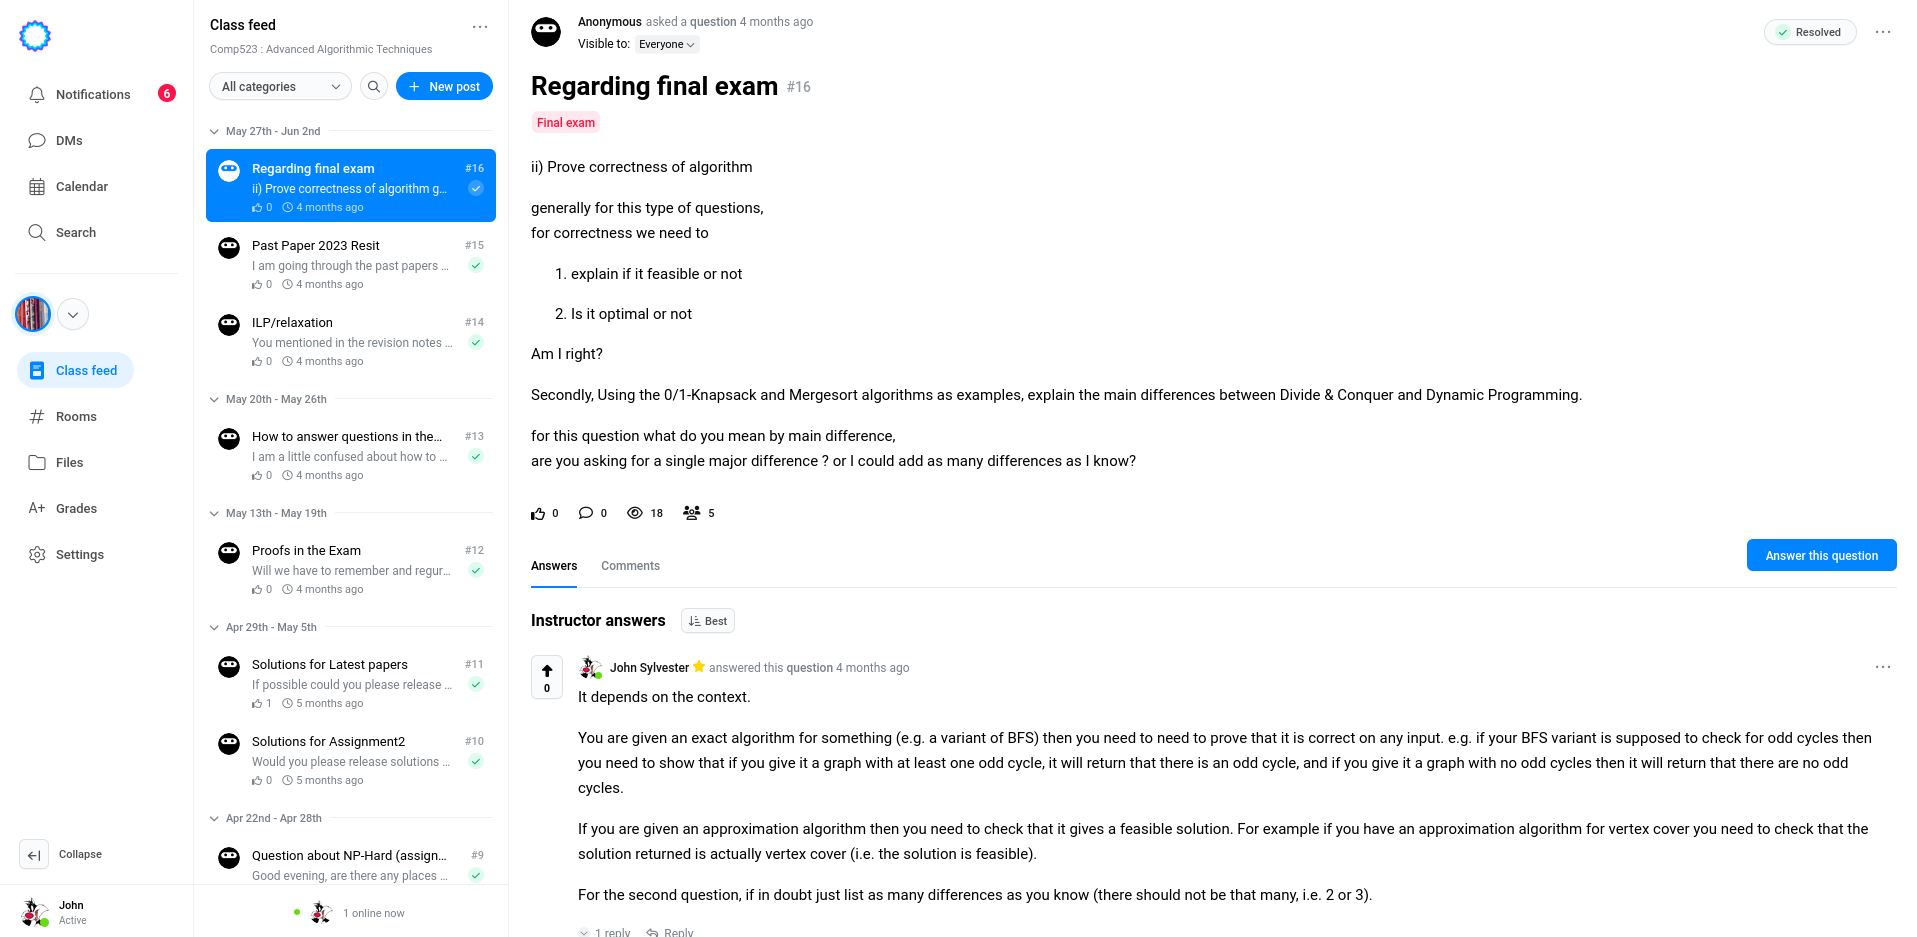 Notifications
6
DMs
Calendar
Search
Class feed
Rooms
Files
A+ Grades
Settings
Collapse
John
Active
Class feed
Comp523 : Advanced Algorithmic Techniques
All categories
New post
May 27th - Jun 2nd
Regarding final exam #16
ii) Prove correctness of algorithm g...
0 4 months ago
Past Paper 2023 Resit #15
I am going through the past papers ...
0 4 months ago
ILP/relaxation #14
You mentioned in the revision notes ...
0 4 months ago
May 20th - May 26th
How to answer questions in the... #13
I am a little confused about how to ...
0 4 months ago
May 13th - May 19th
Proofs in the Exam #12
Will we have to remember and regur...
0 4 months ago
Apr 29th - May 5th
Solutions for Latest papers #11
If possible could you please release ...
1 5 months ago
Solutions for Assignment2 #10
Would you please release solutions ...
0 5 months ago
Apr 22nd - Apr 28th
Question about NP-Hard (assign... #9
Good evening, are there any places ...
1 online now
Anonymous asked a question 4 months ago
Visible to: Everyone
Resolved
Regarding final exam #16
Final exam
ii) Prove correctness of algorithm
generally for this type of questions,
for correctness we need to
1. explain if it feasible or not
2. Is it optimal or not
Am I right?
Secondly, Using the 0/1-Knapsack and Mergesort algorithms as examples, explain the main differences between Divide & Conquer and Dynamic Programming.
for this question what do you mean by main difference,
are you asking for a single major difference ? or I could add as many differences as I know?
0 0 18 5
Answer this question
Answers Comments
Instructor answers Best
0
John Sylvester answered this question 4 months ago
It depends on the context.
You are given an exact algorithm for something (e.g. a variant of BFS) then you need to need to prove that it is correct on any input. e.g. if your BFS variant is supposed to check for odd cycles then
you need to show that if you give it a graph with at least one odd cycle, it will return that there is an odd cycle, and if you give it a graph with no odd cycles then it will return that there are no odd
cycles.
If you are given an approximation algorithm then you need to check that it gives a feasible solution. For example if you have an approximation algorithm for vertex cover you need to check that the
solution returned is actually vertex cover (i.e. the solution is feasible).
For the second question, if in doubt just list as many differences as you know (there should not be that many, i.e. 2 or 3).
1 reply Reply